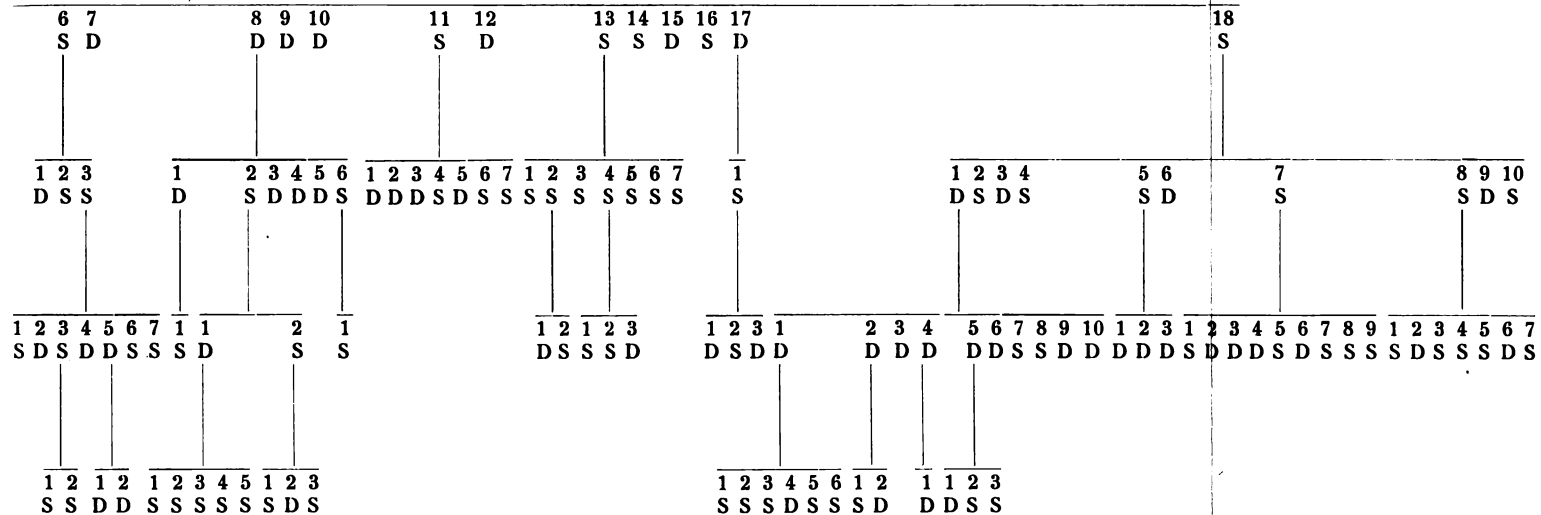 6 7 8 9 10 11 12 13 14 15 16 17 18
S D D D D S D S S D S D S
1 2 3 1 2 3 4 5 6 1 2 3 4 5 6 7 1 2 3 4 5 6 7 1 1 2 3 4 5 6 7 8 9 10
D S S D S D D D S D D D S D S S S S S S S S S S D S D S S D S S D S
1 2 3 4 5 6 7 1 1 2 1 1 2 1 2 3 1 2 3 1 2 3 4 5 6 7 8 9 10 1 2 3 1 2 3 4 5 6 7 8 9 1 2 3 4 5 6 7
S D S D D S S S D S S D S S S D D S D D D D D D D S S D D D D D S D D D S D S S S S D S S S D S
1 2 1 2 1 2 3 4 5 1 2 3 1 2 3 4 5 6 1 2 1 1 2 3
S S D D S S S S S S D S S S S D S S S D D D S S